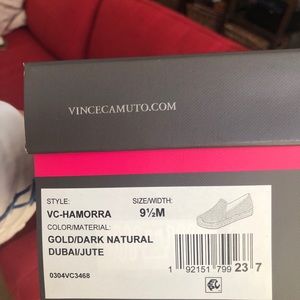 VINCECAMUTO.COM
STYLE: SIZE/WIDTH:
VC-HAMORRA 9½M
COLOR/MATERIAL:
GOLD/DARK NATURAL
DUBAI/JUTE
0304VC3468
1 92151 799 23 7